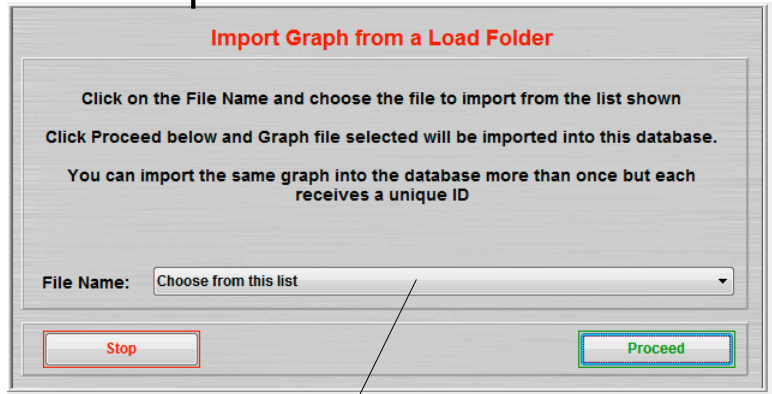 Import Graph from a Load Folder
Click on the File Name and choose the file to import from the list shown
Click Proceed below and Graph file selected will be imported into this database.
You can import the same graph into the database more than once but each
receives a unique ID
File Name: Choose from this list
Stop Proceed